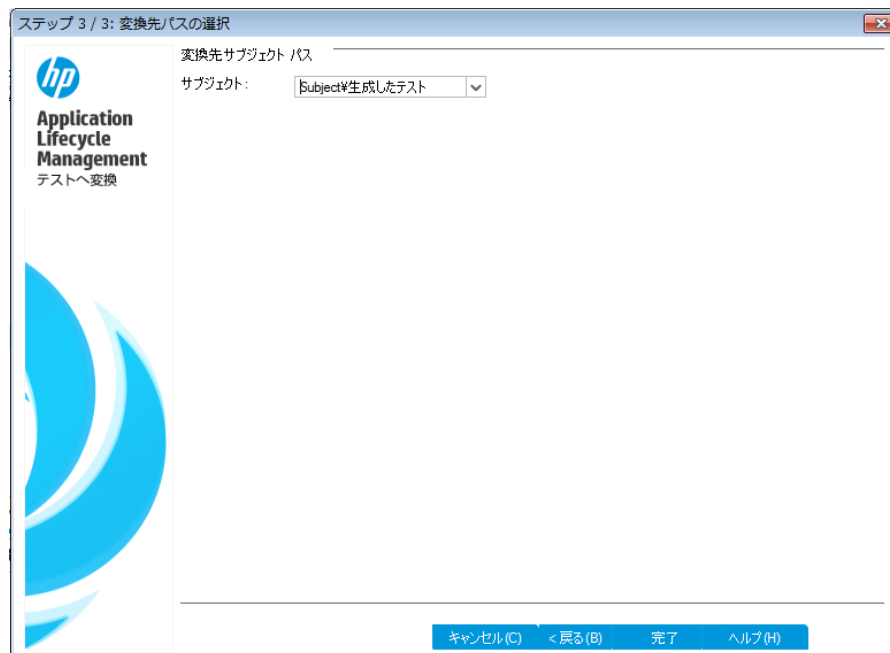 ステップ 3 / 3: 変換先パスの選択
hp
Application
Lifecycle
Management
テストへ変換
変換先サブジェクト パス
サブジェクト:
Subject¥生成したテスト
キャンセル(C)
< 戻る(B)
完了
ヘルプ(H)